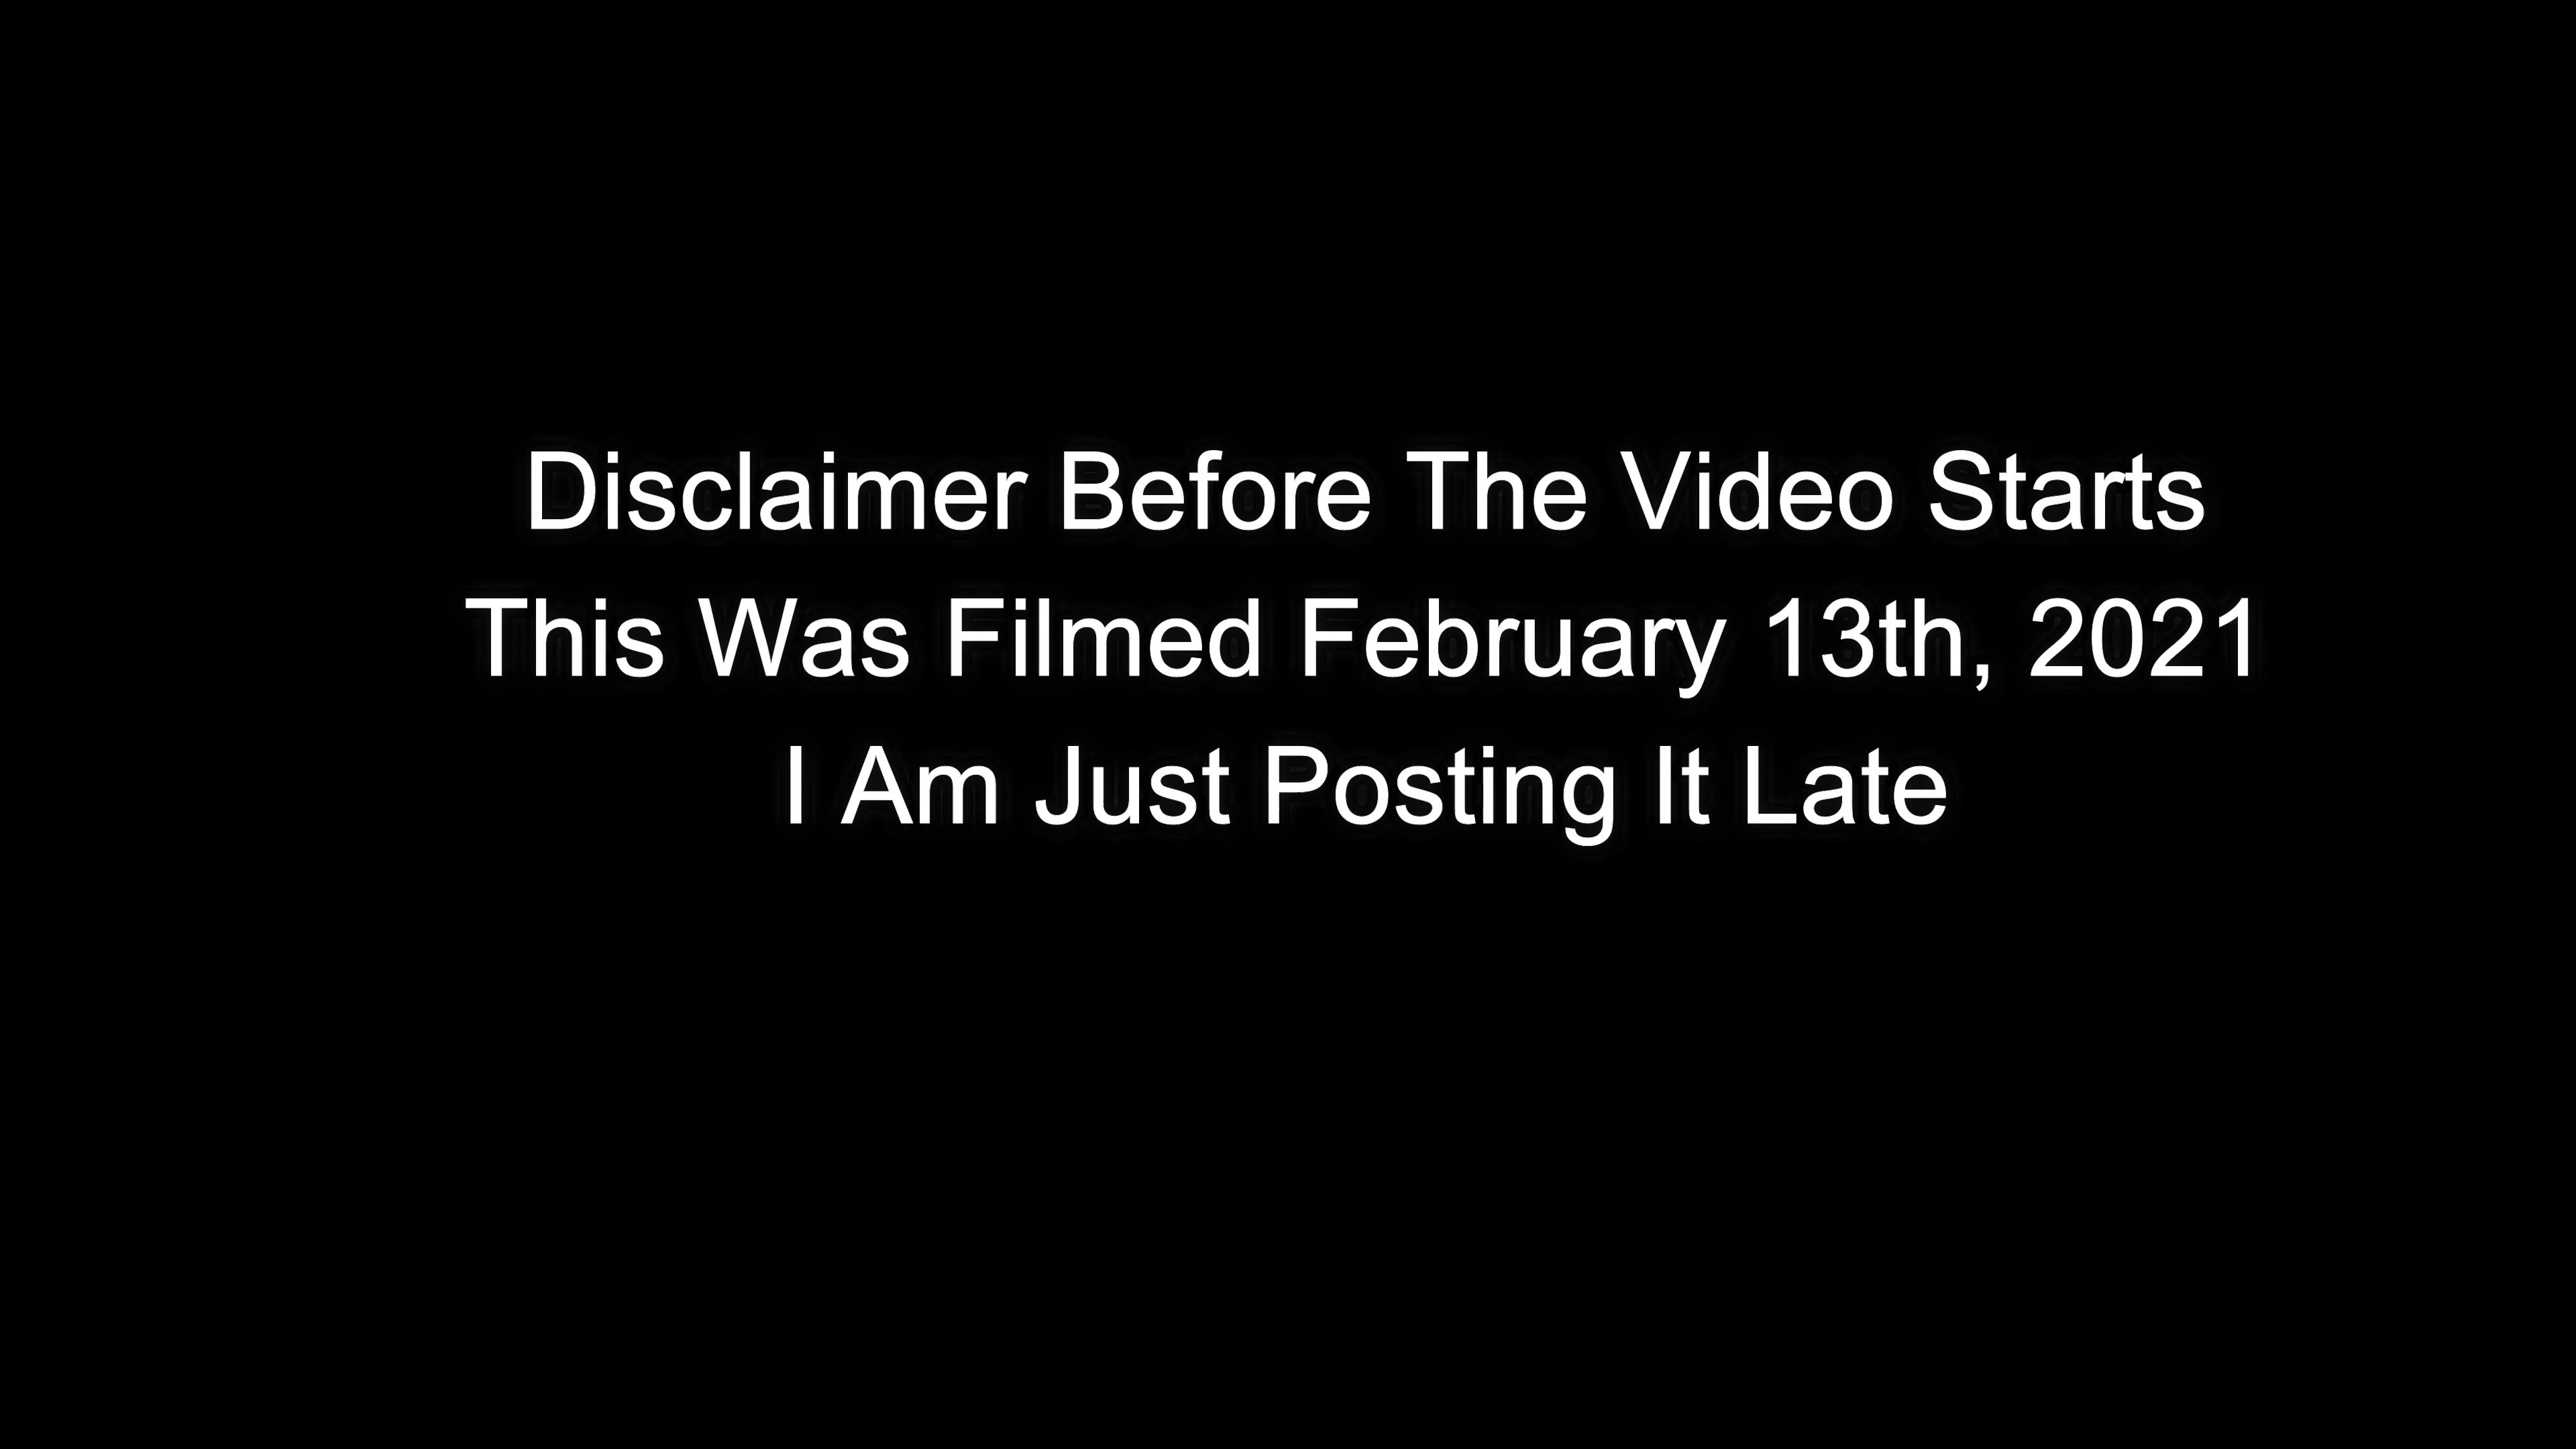 Disclaimer Before The Video Starts
This Was Filmed February 13th, 2021
I Am Just Posting It Late